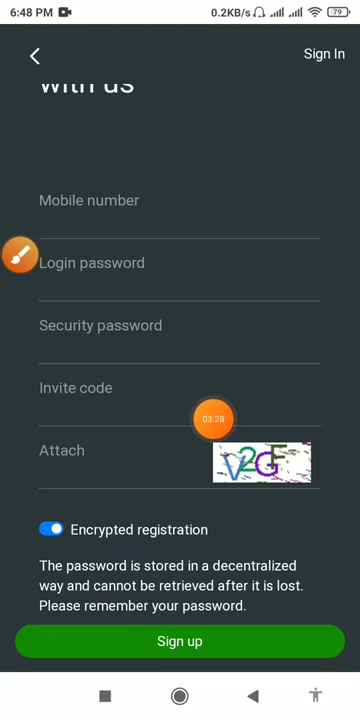 6:48 PM
0.2KB/s
79
Sign In
with us
Mobile number
Login password
Security password
Invite code
03:28
Attach
V2GF
Encrypted registration
The password is stored in a decentralized
way and cannot be retrieved after it is lost.
Please remember your password.
Sign up